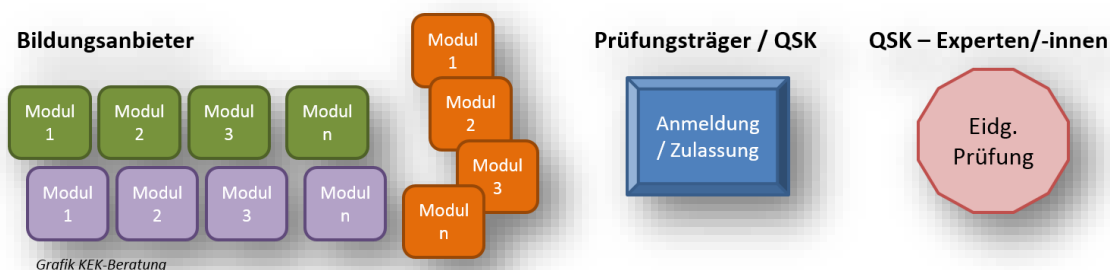 Bildungsanbieter
Prüfungsträger / QSK
QSK – Experten/-innen
Modul
1
Modul
2
Modul
3
Modul
n
Modul
1
Modul
2
Modul
3
Modul
n
Modul
1
Modul
2
Modul
3
Modul
n
Anmeldung
/ Zulassung
Eidg.
Prüfung
Grafik KEK-Beratung